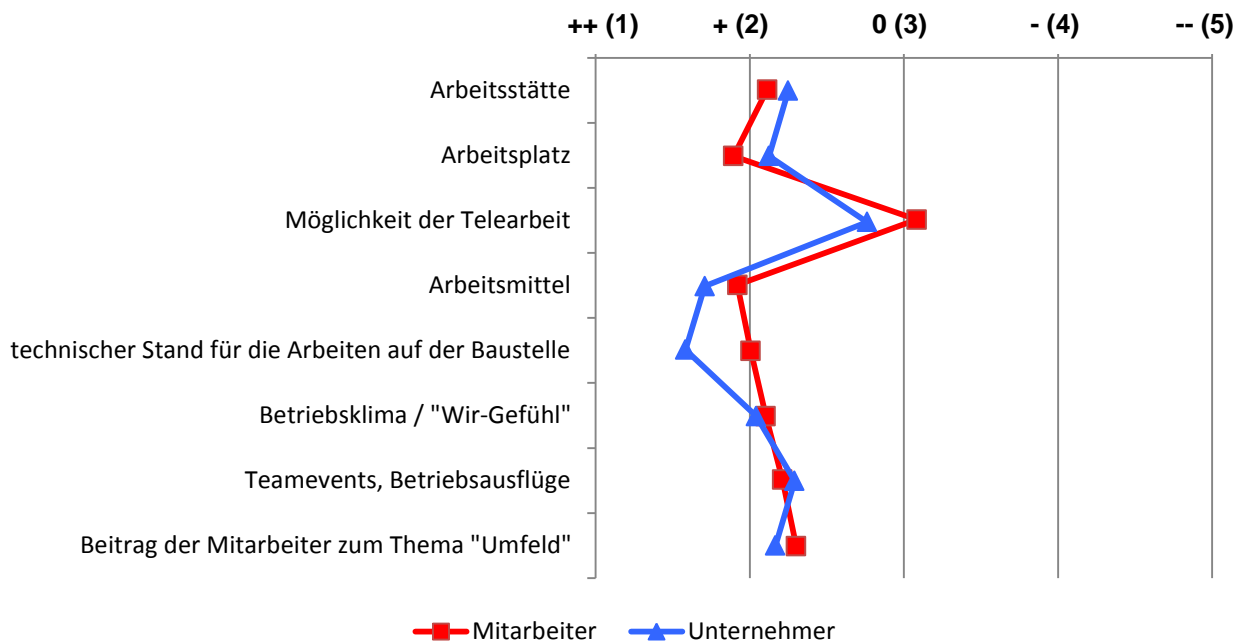 ++ (1) + (2) 0 (3) - (4) -- (5)
Arbeitsstätte
Arbeitsplatz
Möglichkeit der Telearbeit
Arbeitsmittel
technischer Stand für die Arbeiten auf der Baustelle
Betriebsklima / "Wir-Gefühl"
Teamevents, Betriebsausflüge
Beitrag der Mitarbeiter zum Thema "Umfeld"
Mitarbeiter Unternehmer